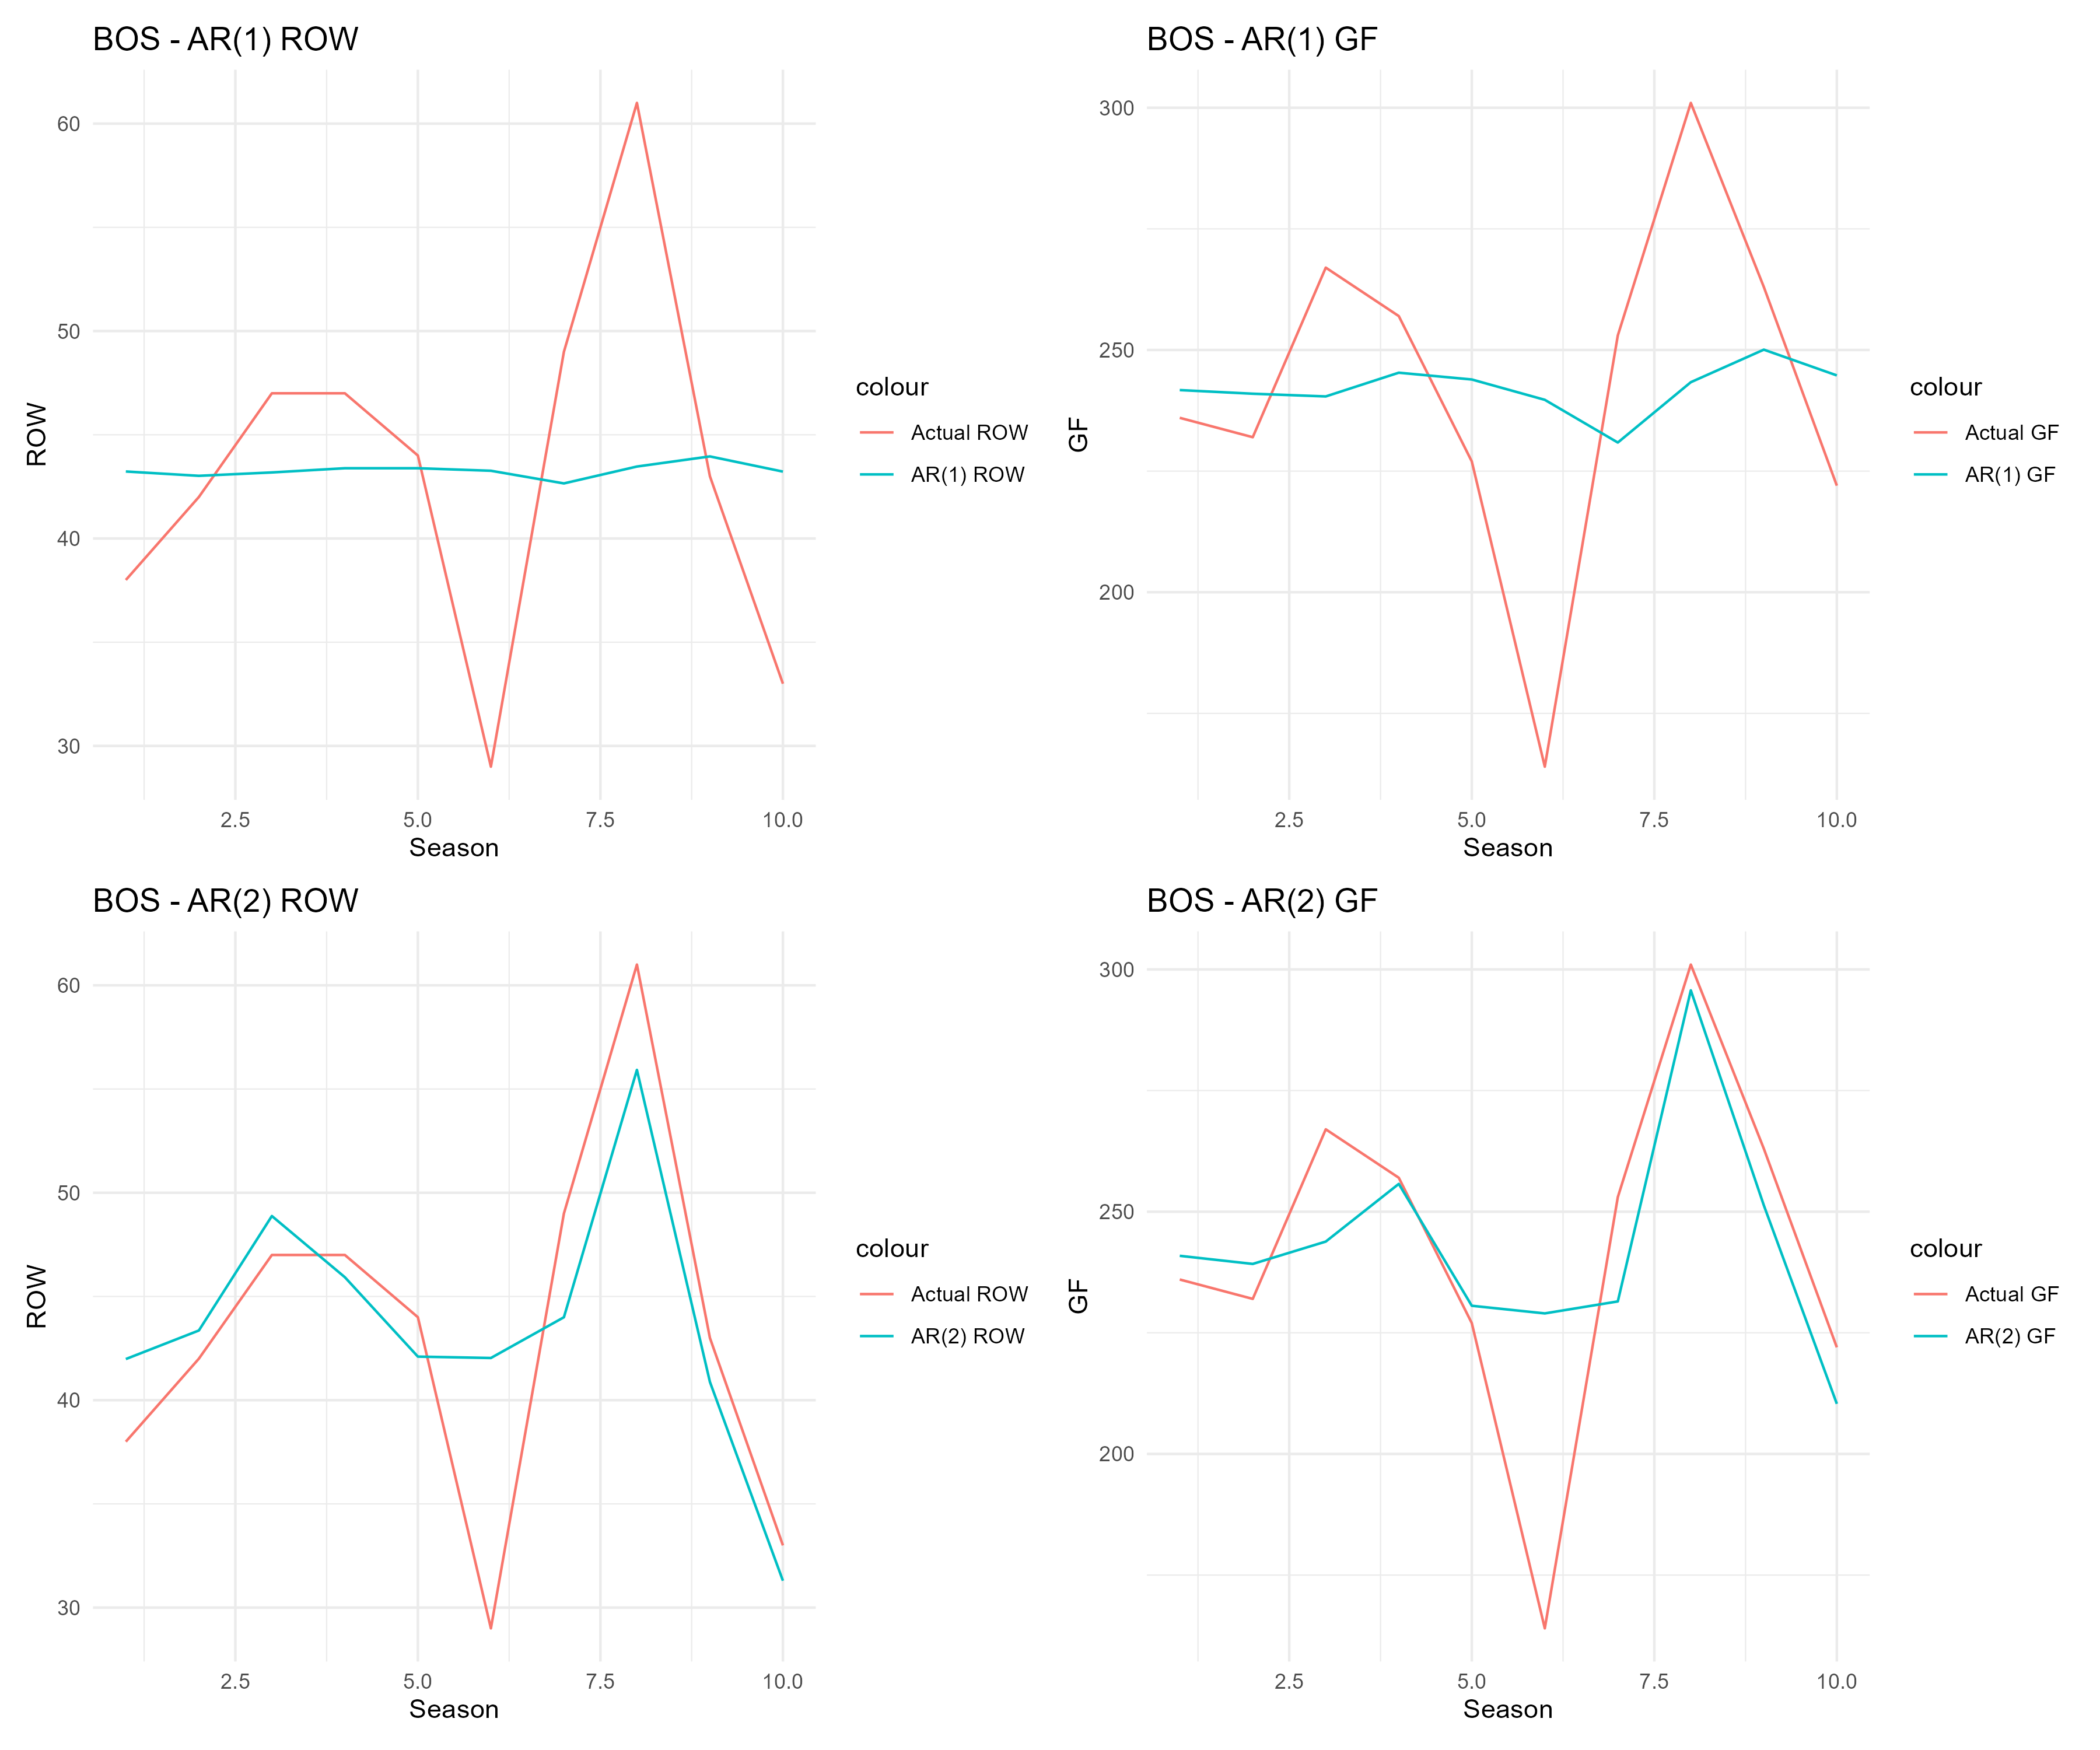 BOS - AR(1) ROW
60
50
40
30
2.5 5.0 7.5 10.0
Season
ROW
colour
Actual ROW
AR(1) ROW
BOS - AR(1) GF
300
250
200
2.5 5.0 7.5 10.0
Season
GF
colour
Actual GF
AR(1) GF
BOS - AR(2) ROW
60
50
40
30
2.5 5.0 7.5 10.0
Season
ROW
colour
Actual ROW
AR(2) ROW
BOS - AR(2) GF
300
250
200
2.5 5.0 7.5 10.0
Season
GF
colour
Actual GF
AR(2) GF